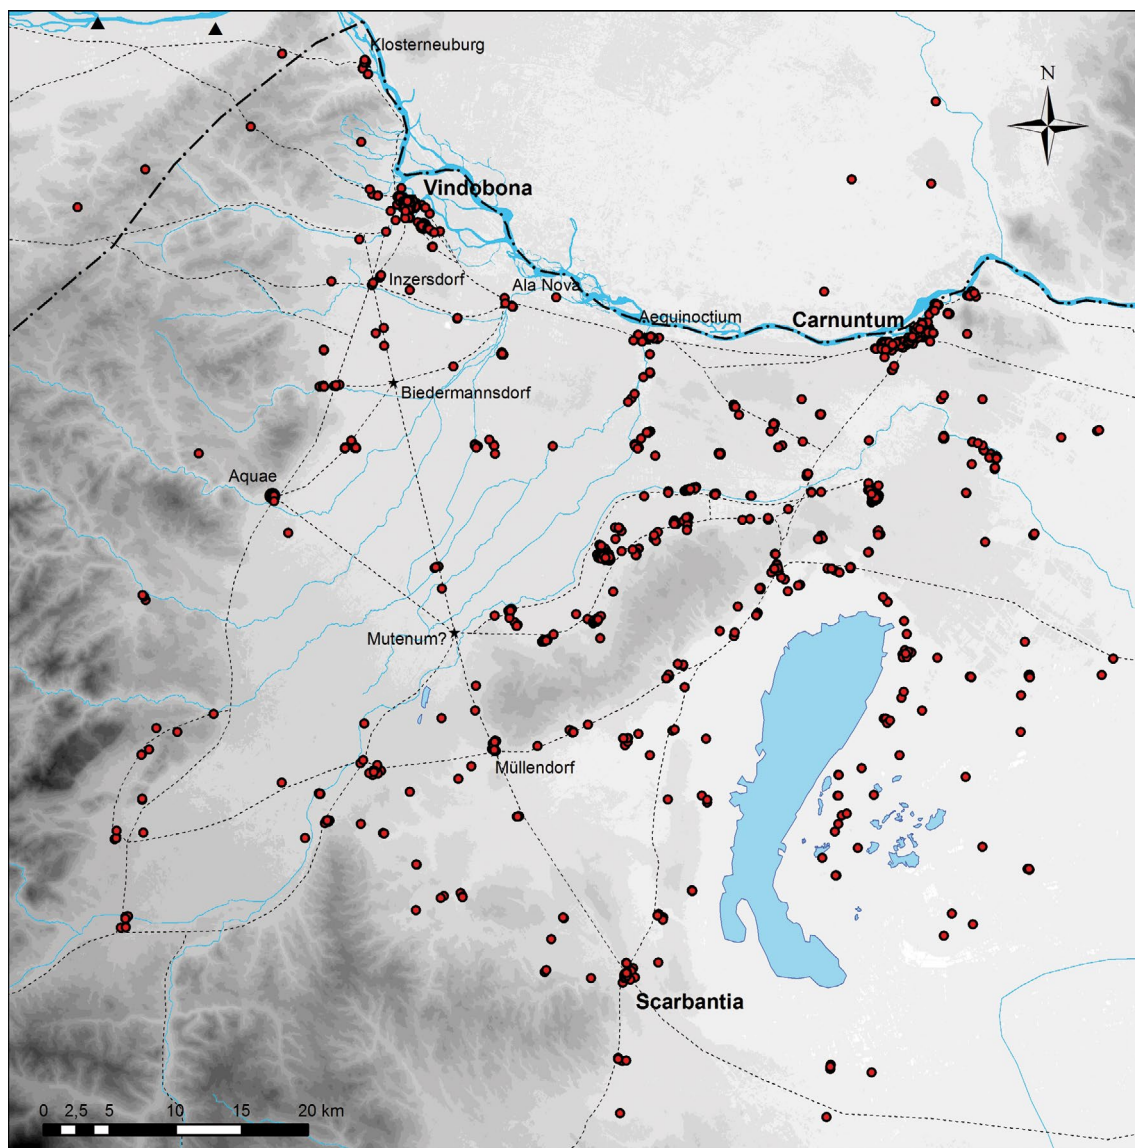 Klosterneuburg
N
Vindobona
Inzersdorf
Ala Nova
Aequinoctium
Carnuntum
Biedermannsdorf
Aquae
Mutenum?
Müllendorf
Scarbantia
0 2,5 5 10 15 20 km